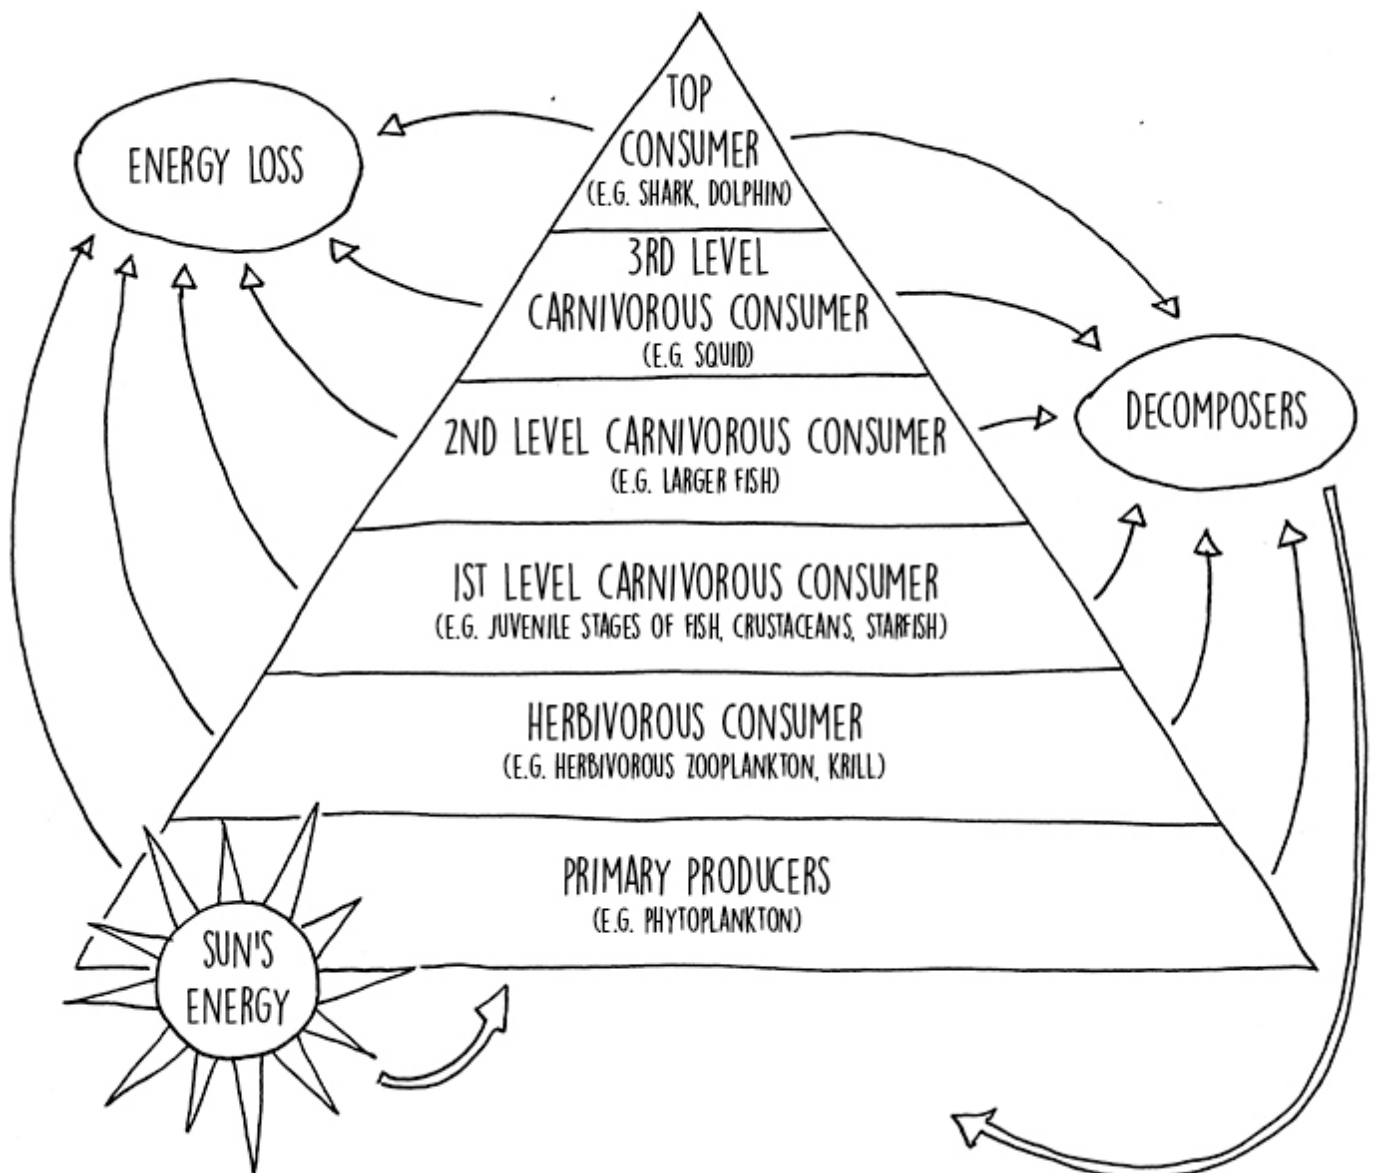 TOP
CONSUMER
(E.G. SHARK, DOLPHIN)
ENERGY LOSS
3RD LEVEL
CARNIVOROUS CONSUMER
(E.G. SQUID)
DECOMPOSERS
2ND LEVEL CARNIVOROUS CONSUMER
(E.G. LARGER FISH)
1ST LEVEL CARNIVOROUS CONSUMER
(E.G. JUVENILE STAGES OF FISH, CRUSTACEANS, STARFISH)
HERBIVOROUS CONSUMER
(E.G. HERBIVOROUS ZOOPLANKTON, KRILL)
PRIMARY PRODUCERS
(E.G. PHYTOPLANKTON)
SUN'S
ENERGY